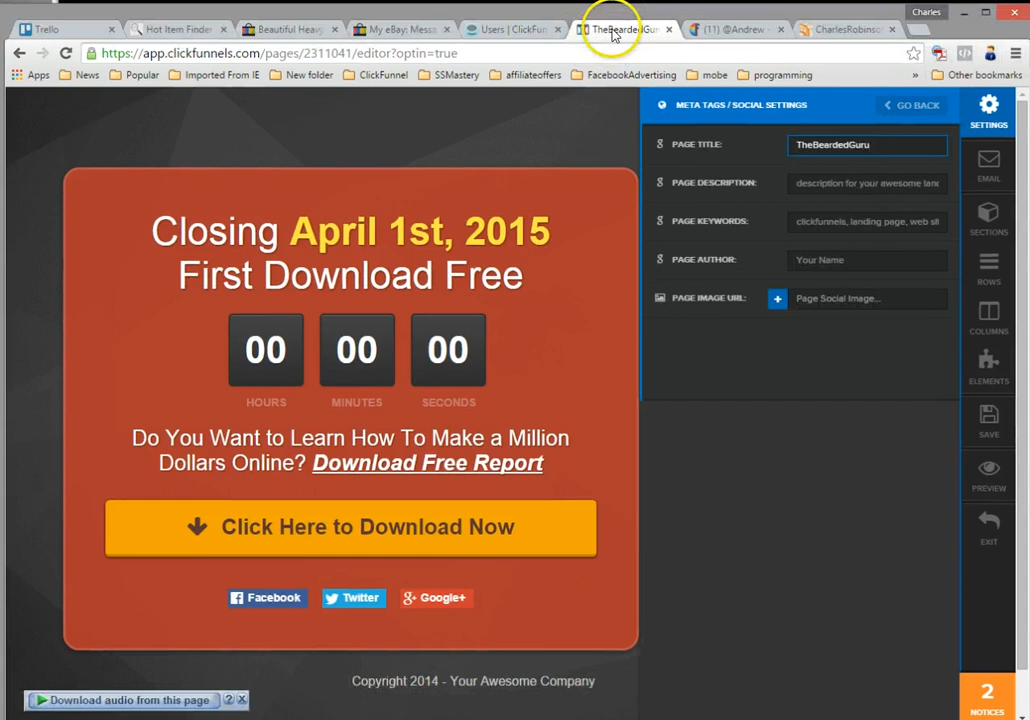 Charles
Trello
Hot Item Finder
Beautiful Heavy
My eBay: Messa
Users | ClickFun
TheBeardedGur
(11) @Andrew -
CharlesRobinso
https://app.clickfunnels.com/pages/2311041/editor?optin=true
Apps
News
Popular
Imported From IE
New folder
ClickFunnel
SSMastery
affiliateoffers
FacebookAdvertising
mobe
programming
»
Other bookmarks
META TAGS / SOCIAL SETTINGS
GO BACK
PAGE TITLE:
TheBeardedGuru
PAGE DESCRIPTION:
description for your awesome lanc
PAGE KEYWORDS:
clickfunnels, landing page, web sit
PAGE AUTHOR:
Your Name
PAGE IMAGE URL:
+
Page Social Image...
SETTINGS
EMAIL
SECTIONS
ROWS
COLUMNS
ELEMENTS
SAVE
PREVIEW
EXIT
2
NOTICES
Closing April 1st, 2015
First Download Free
00 00 00
HOURS MINUTES SECONDS
Do You Want to Learn How To Make a Million
Dollars Online? Download Free Report
Click Here to Download Now
Facebook
Twitter
Google+
Copyright 2014 - Your Awesome Company
Download audio from this page ? X